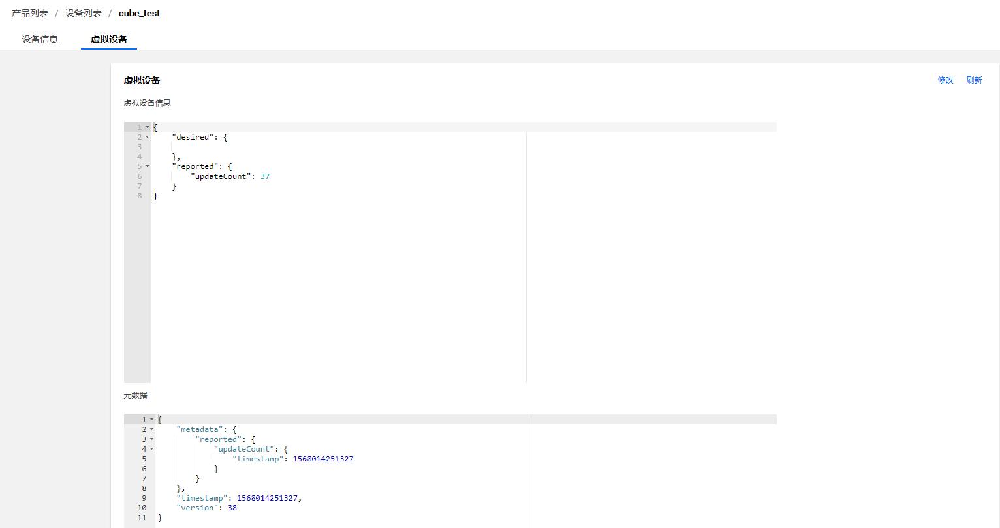 产品列表 / 设备列表 / cube_test
设备信息 虚拟设备
虚拟设备 修改 刷新
虚拟设备信息
1 {
2 "desired": {
3
4 },
5 "reported": {
6 "updateCount": 37
7 }
8 }
元数据
1 {
2 "metadata": {
3 "reported": {
4 "updateCount": {
5 "timestamp": 1568014251327
6 }
7 }
8 },
9 "timestamp": 1568014251327,
10 "version": 38
11 }